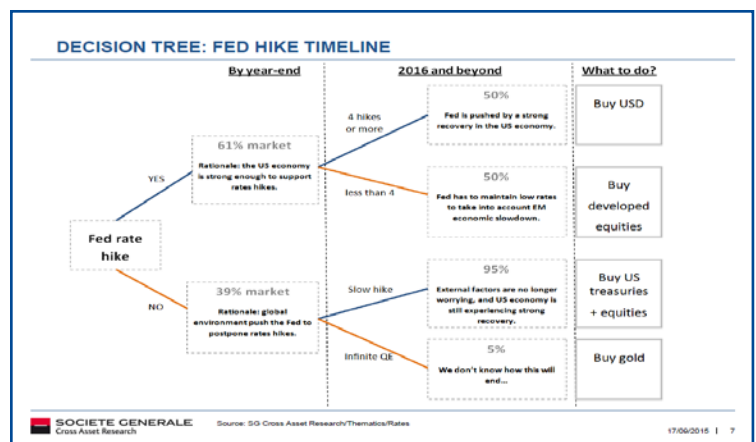 DECISION TREE: FED HIKE TIMELINE
By year-end
2016 and beyond
What to do?
Fed rate
hike
YES
NO
61% market
Rationale: the US economy
is strong enough to support
rates hikes.
39% market
Rationale: global
environment push the Fed to
postpone rates hikes.
4 hikes
or more
less than 4
Slow hike
Infinite QE
50%
Fed is pushed by a strong
recovery in the US economy.
50%
Fed has to maintain low rates
to take into account EM
economic slowdown.
95%
External factors are no longer
worrying, and US economy is
still experiencing strong
recovery.
5%
We don't know how this will
end...
Buy USD
Buy
developed
equities
Buy US
treasuries
+ equities
Buy gold
SOCIETE GENERALE
Cross Asset Research
Source: SG Cross Asset Research/Thematics/Rates
17/09/2015 | 7